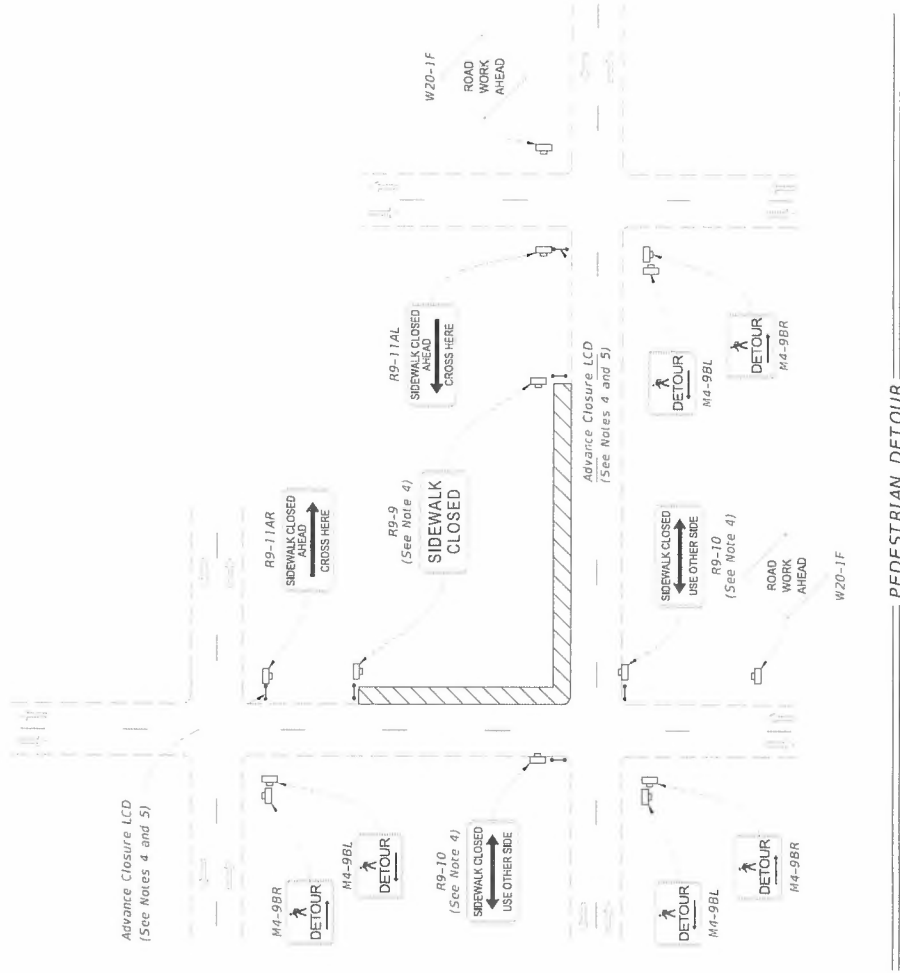 W20-1F
ROAD
WORK
AHEAD
R9-11AL
SIDEWALK CLOSED
AHEAD
CROSS HERE
R9-11AR
SIDEWALK CLOSED
AHEAD
CROSS HERE
R9-9
(See Note 4)
SIDEWALK
CLOSED
Advance Closure LCD
(See Notes 4 and 5)
DETOUR
M4-9BL
DETOUR
M4-9BR
SIDEWALK CLOSED
USE OTHER SIDE
R9-10
(See Note 4)
ROAD
WORK
AHEAD
W20-1F
Advance Closure LCD
(See Notes 4 and 5)
M4-9BR
DETOUR
M4-9BL
DETOUR
R9-10
(See Note 4)
SIDEWALK CLOSED
USE OTHER SIDE
DETOUR
M4-9BL
DETOUR
M4-9BR
PEDESTRIAN DETOUR